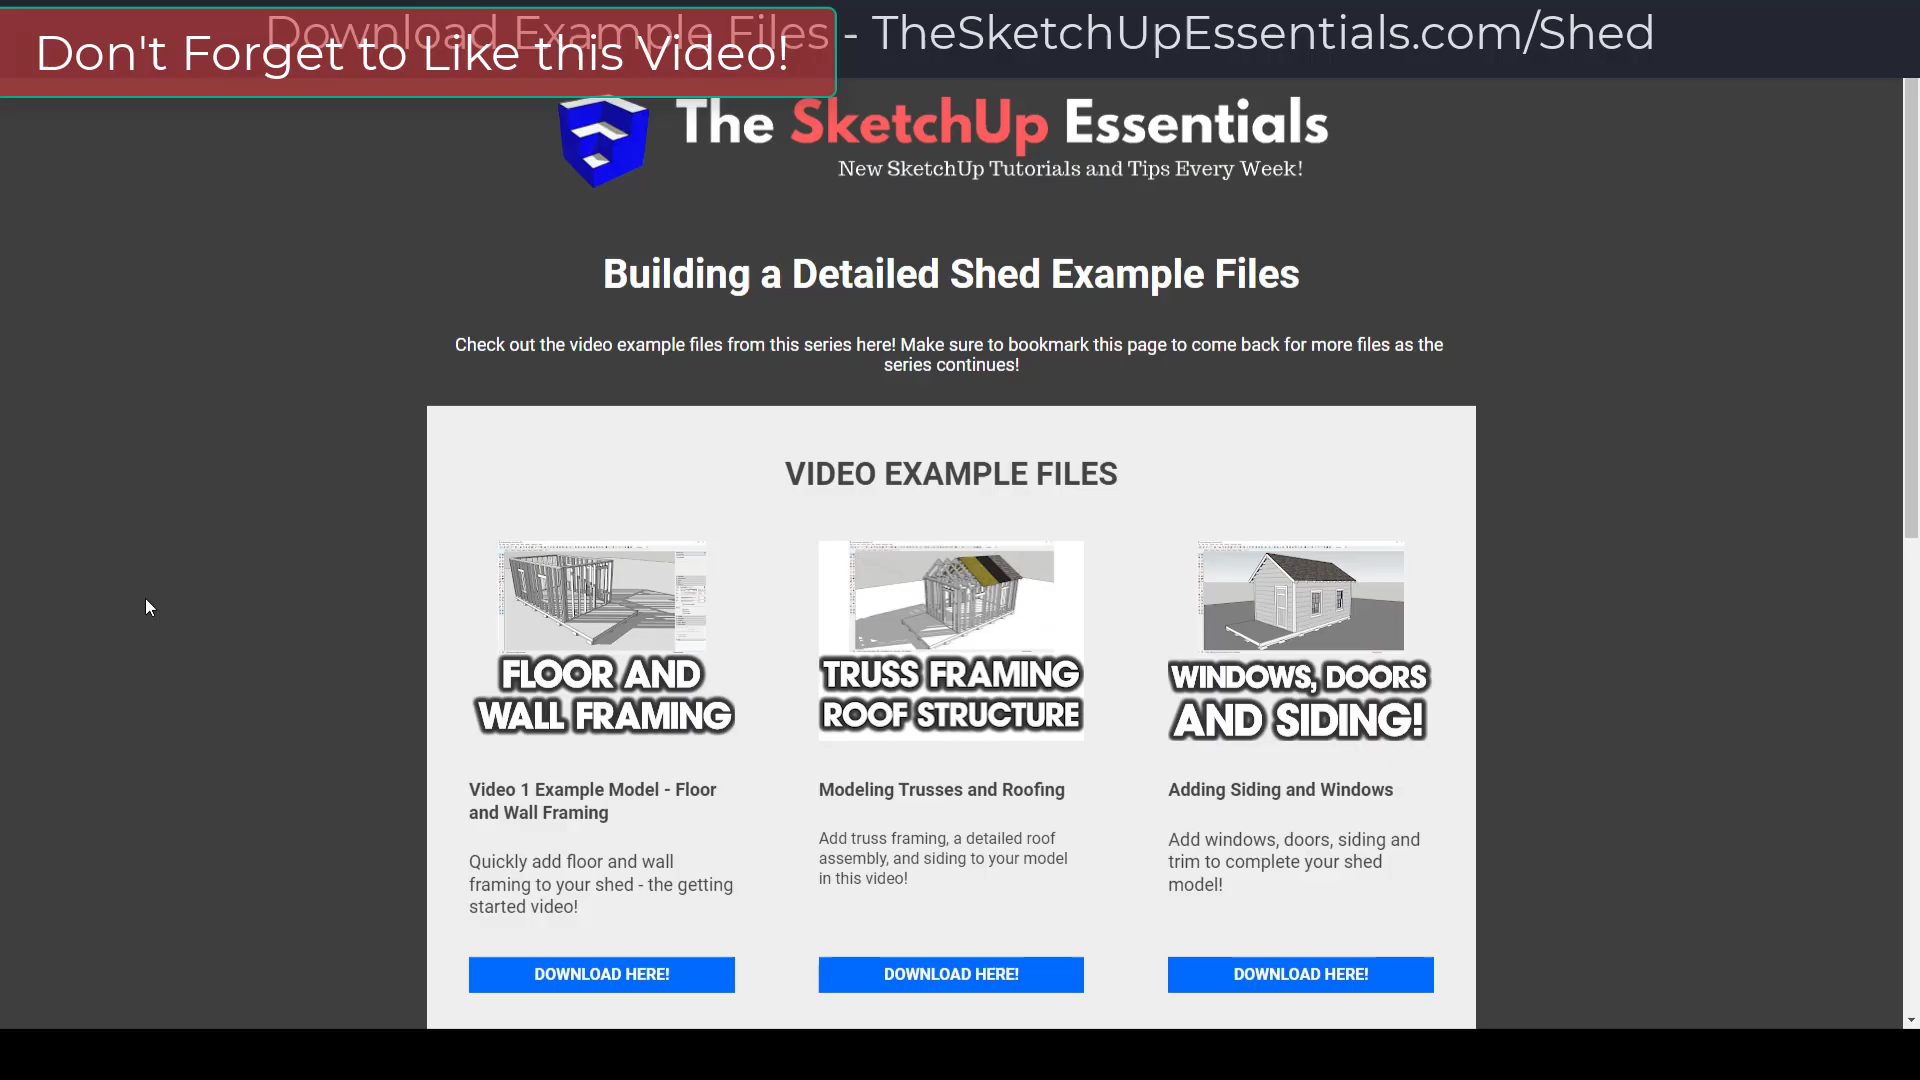 Download Example Files - TheSketchUpEssentials.com/Shed
Don't Forget to Like this Video!
The SketchUp Essentials
New SketchUp Tutorials and Tips Every Week!
Building a Detailed Shed Example Files
Check out the video example files from this series here! Make sure to bookmark this page to come back for more files as the
series continues!
VIDEO EXAMPLE FILES
FLOOR AND
WALL FRAMING
Video 1 Example Model - Floor
and Wall Framing
Quickly add floor and wall
framing to your shed - the getting
started video!
DOWNLOAD HERE!
TRUSS FRAMING
ROOF STRUCTURE
Modeling Trusses and Roofing
Add truss framing, a detailed roof
assembly, and siding to your model
in this video!
DOWNLOAD HERE!
WINDOWS, DOORS
AND SIDING!
Adding Siding and Windows
Add windows, doors, siding and
trim to complete your shed
model!
DOWNLOAD HERE!